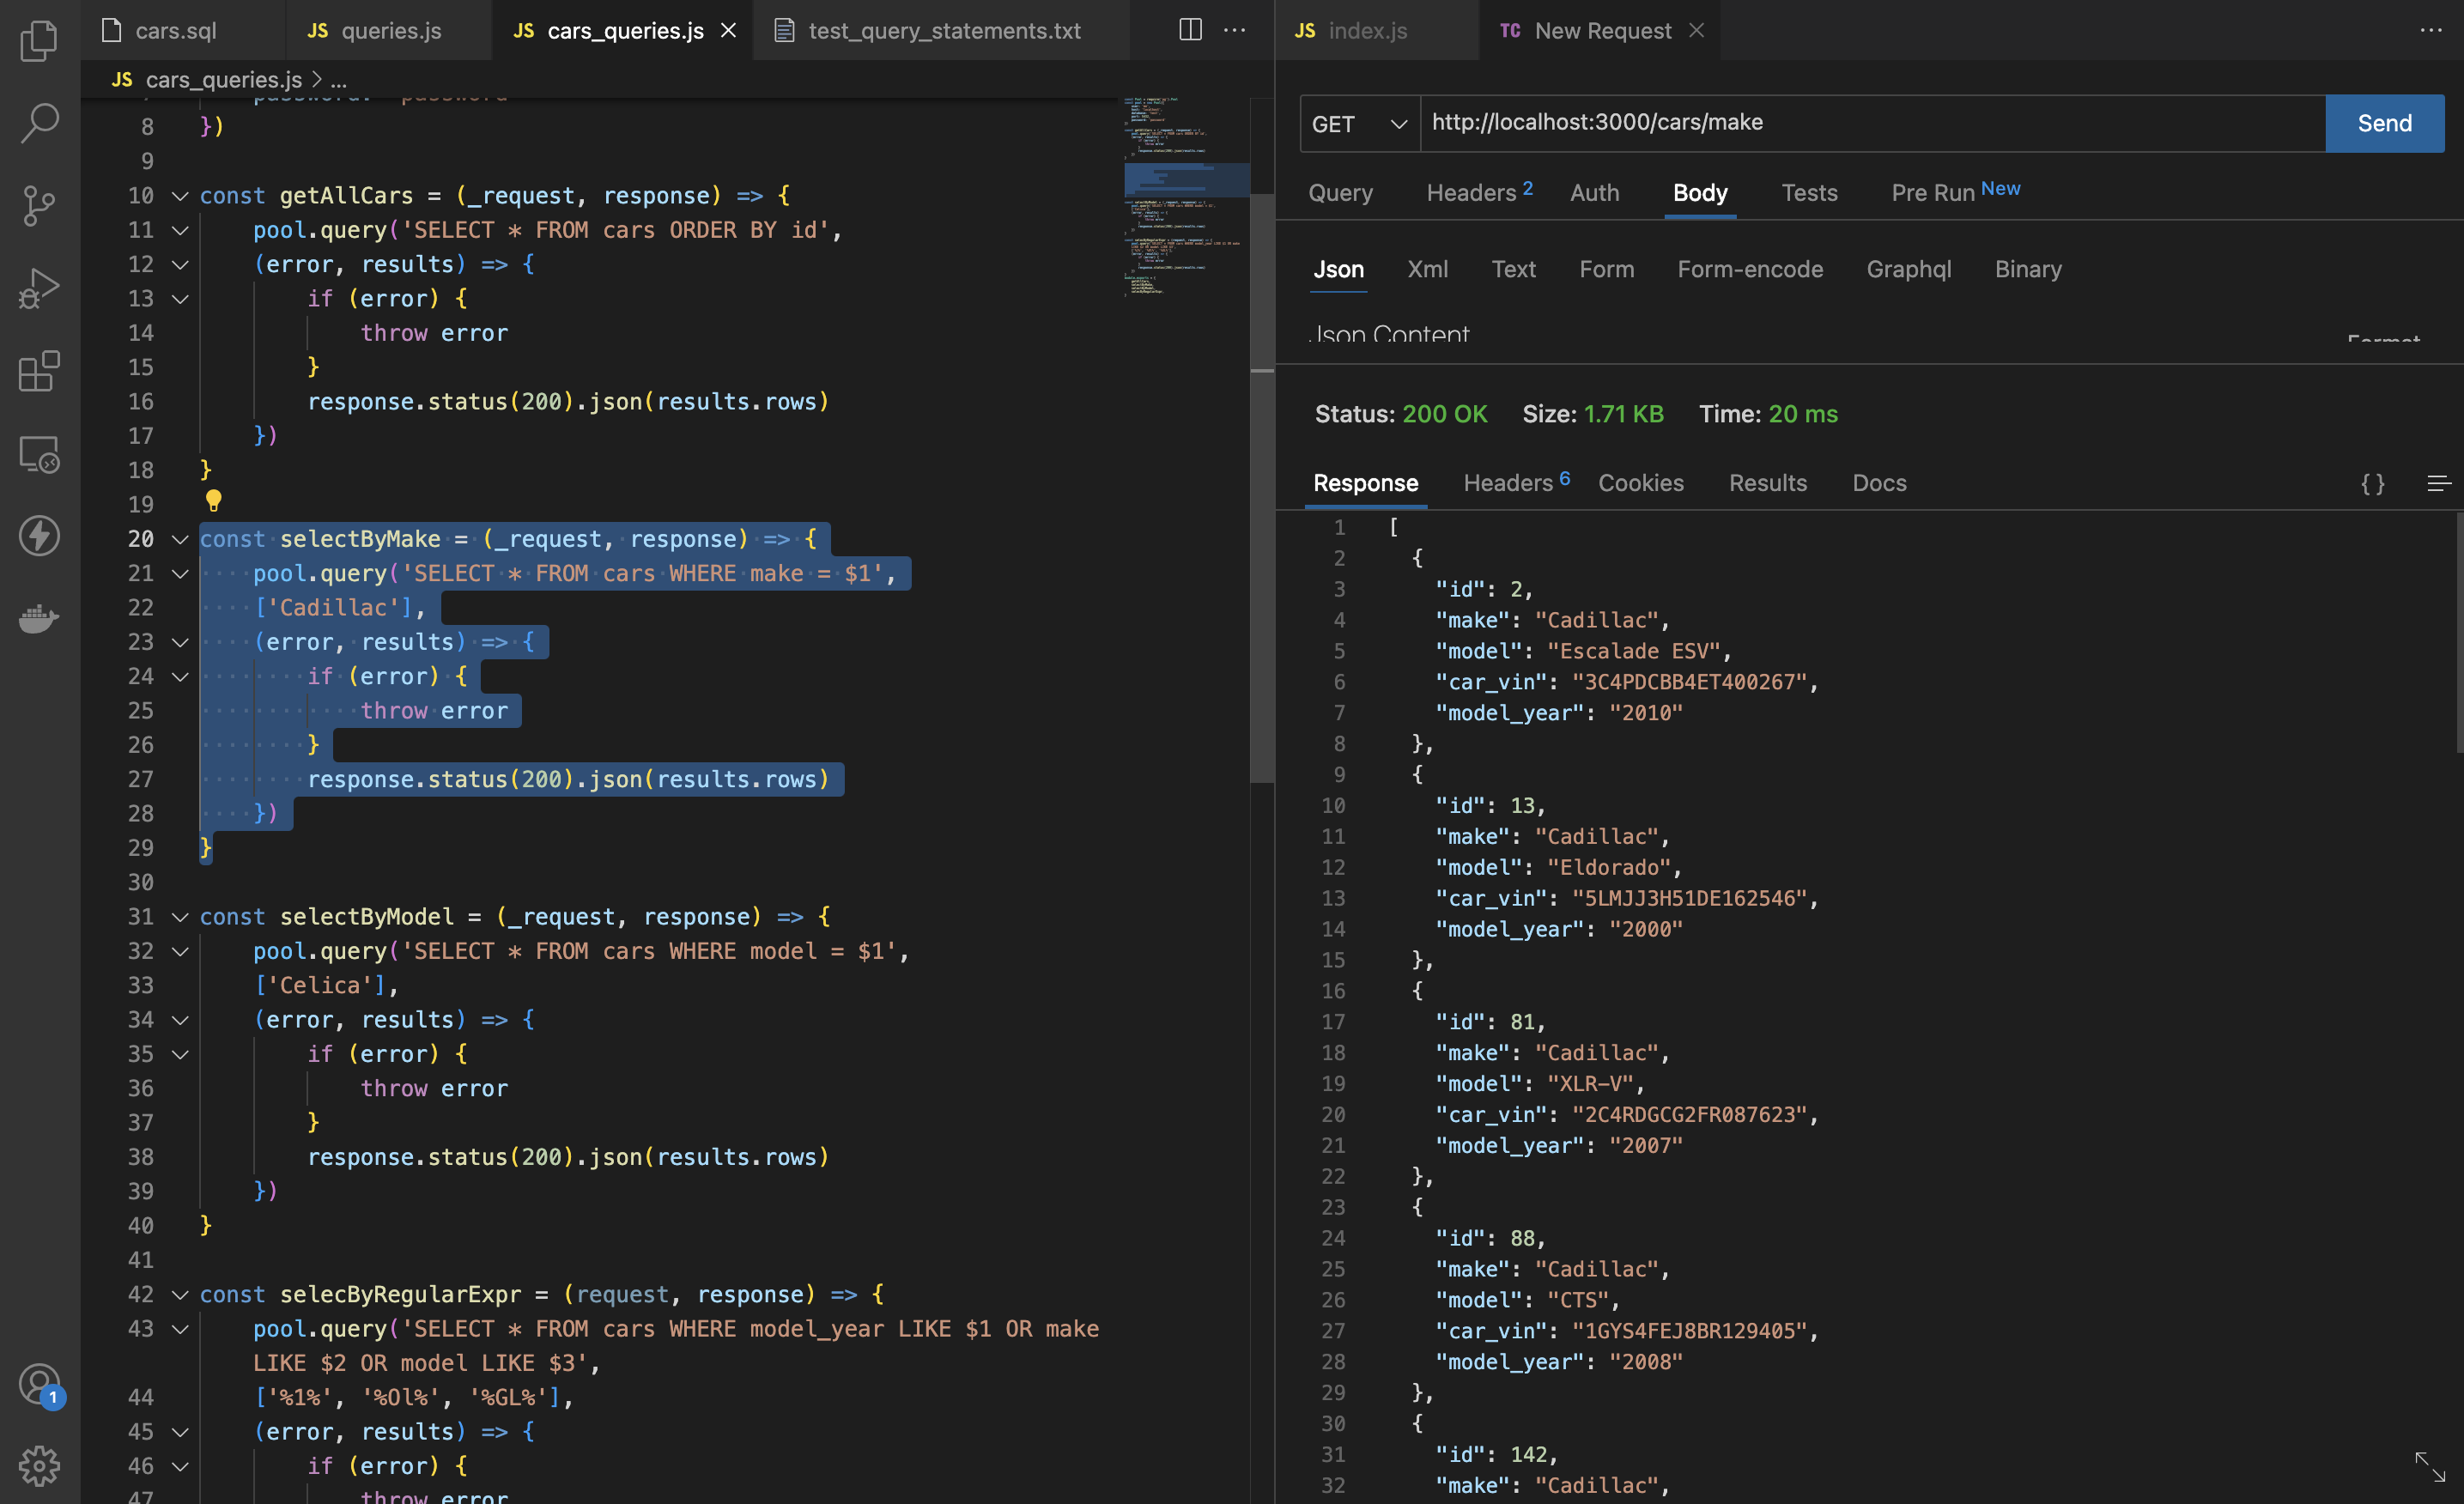 cars.sql
JS queries.js
JS cars_queries.js
test_query_statements.txt
JS cars_queries.js > ...
8 })
9
10 const getAllCars = (_request, response) => {
11 pool.query('SELECT * FROM cars ORDER BY id',
12 (error, results) => {
13 if (error) {
14 throw error
15 }
16 response.status(200).json(results.rows)
17 })
18 }
19
20 const selectByMake = (_request, response) => {
21 pool.query('SELECT * FROM cars WHERE make = $1',
22 ['Cadillac'],
23 (error, results) => {
24 if (error) {
25 throw error
26 }
27 response.status(200).json(results.rows)
28 })
29 }
30
31 const selectByModel = (_request, response) => {
32 pool.query('SELECT * FROM cars WHERE model = $1',
33 ['Celica'],
34 (error, results) => {
35 if (error) {
36 throw error
37 }
38 response.status(200).json(results.rows)
39 })
40 }
41
42 const selecByRegularExpr = (request, response) => {
43 pool.query('SELECT * FROM cars WHERE model_year LIKE $1 OR make
LIKE $2 OR model LIKE $3',
44 ['%1%', '%Ol%', '%GL%'],
45 (error, results) => {
46 if (error) {
47 throw error
1
JS index.js
TC New Request
GET http://localhost:3000/cars/make Send
Query Headers 2 Auth Body Tests Pre Run New
Json Xml Text Form Form-encode Graphql Binary
Json Content Format
Status: 200 OK Size: 1.71 KB Time: 20 ms
Response Headers 6 Cookies Results Docs { }
1 [
2 {
3 "id": 2,
4 "make": "Cadillac",
5 "model": "Escalade ESV",
6 "car_vin": "3C4PDCBB4ET400267",
7 "model_year": "2010"
8 },
9 {
10 "id": 13,
11 "make": "Cadillac",
12 "model": "Eldorado",
13 "car_vin": "5LMJJ3H51DE162546",
14 "model_year": "2000"
15 },
16 {
17 "id": 81,
18 "make": "Cadillac",
19 "model": "XLR-V",
20 "car_vin": "2C4RDGCG2FR087623",
21 "model_year": "2007"
22 },
23 {
24 "id": 88,
25 "make": "Cadillac",
26 "model": "CTS",
27 "car_vin": "1GYS4FEJ8BR129405",
28 "model_year": "2008"
29 },
30 {
31 "id": 142,
32 "make": "Cadillac",